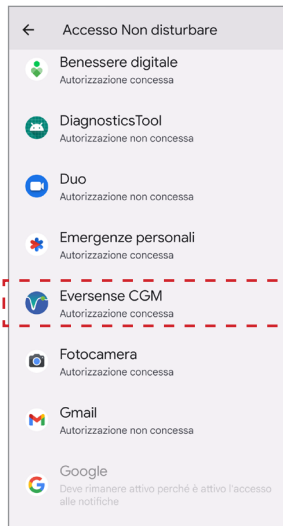 Accesso Non disturbare
Benessere digitale
Autorizzazione concessa
DiagnosticsTool
Autorizzazione non concessa
Duo
Autorizzazione non concessa
Emergenze personali
Autorizzazione concessa
Eversense CGM
Autorizzazione concessa
Fotocamera
Autorizzazione concessa
Gmail
Autorizzazione non concessa
Google
Deve rimanere attivo perché è attivo l'accesso
alle notifiche